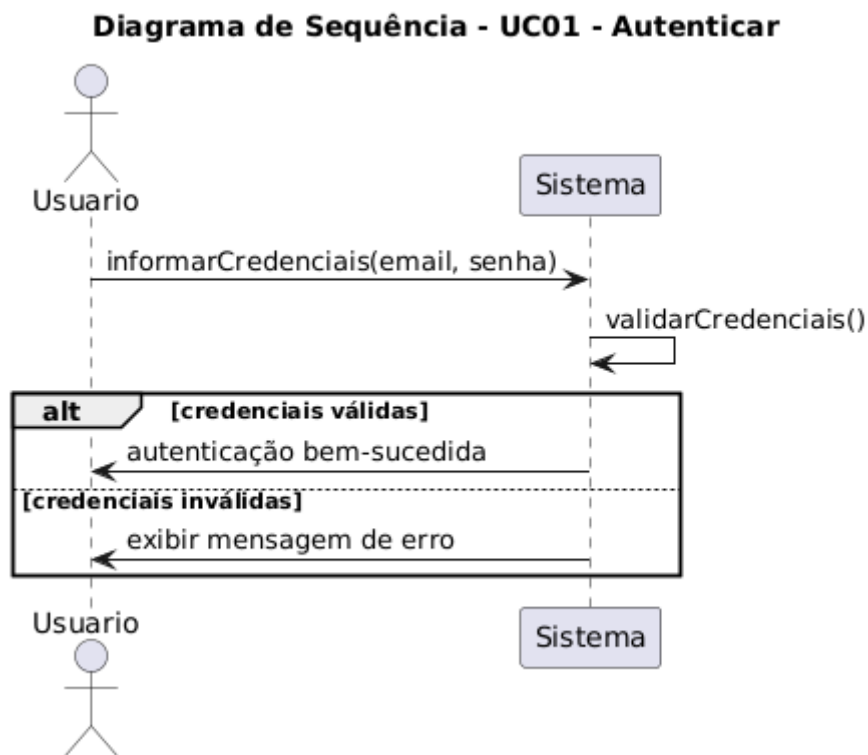 Diagrama de Sequência - UC01 - Autenticar
Usuario
Sistema
informarCredenciais(email, senha)
validarCredenciais()
alt [credenciais válidas]
autenticação bem-sucedida
[credenciais inválidas]
exibir mensagem de erro
Usuario
Sistema